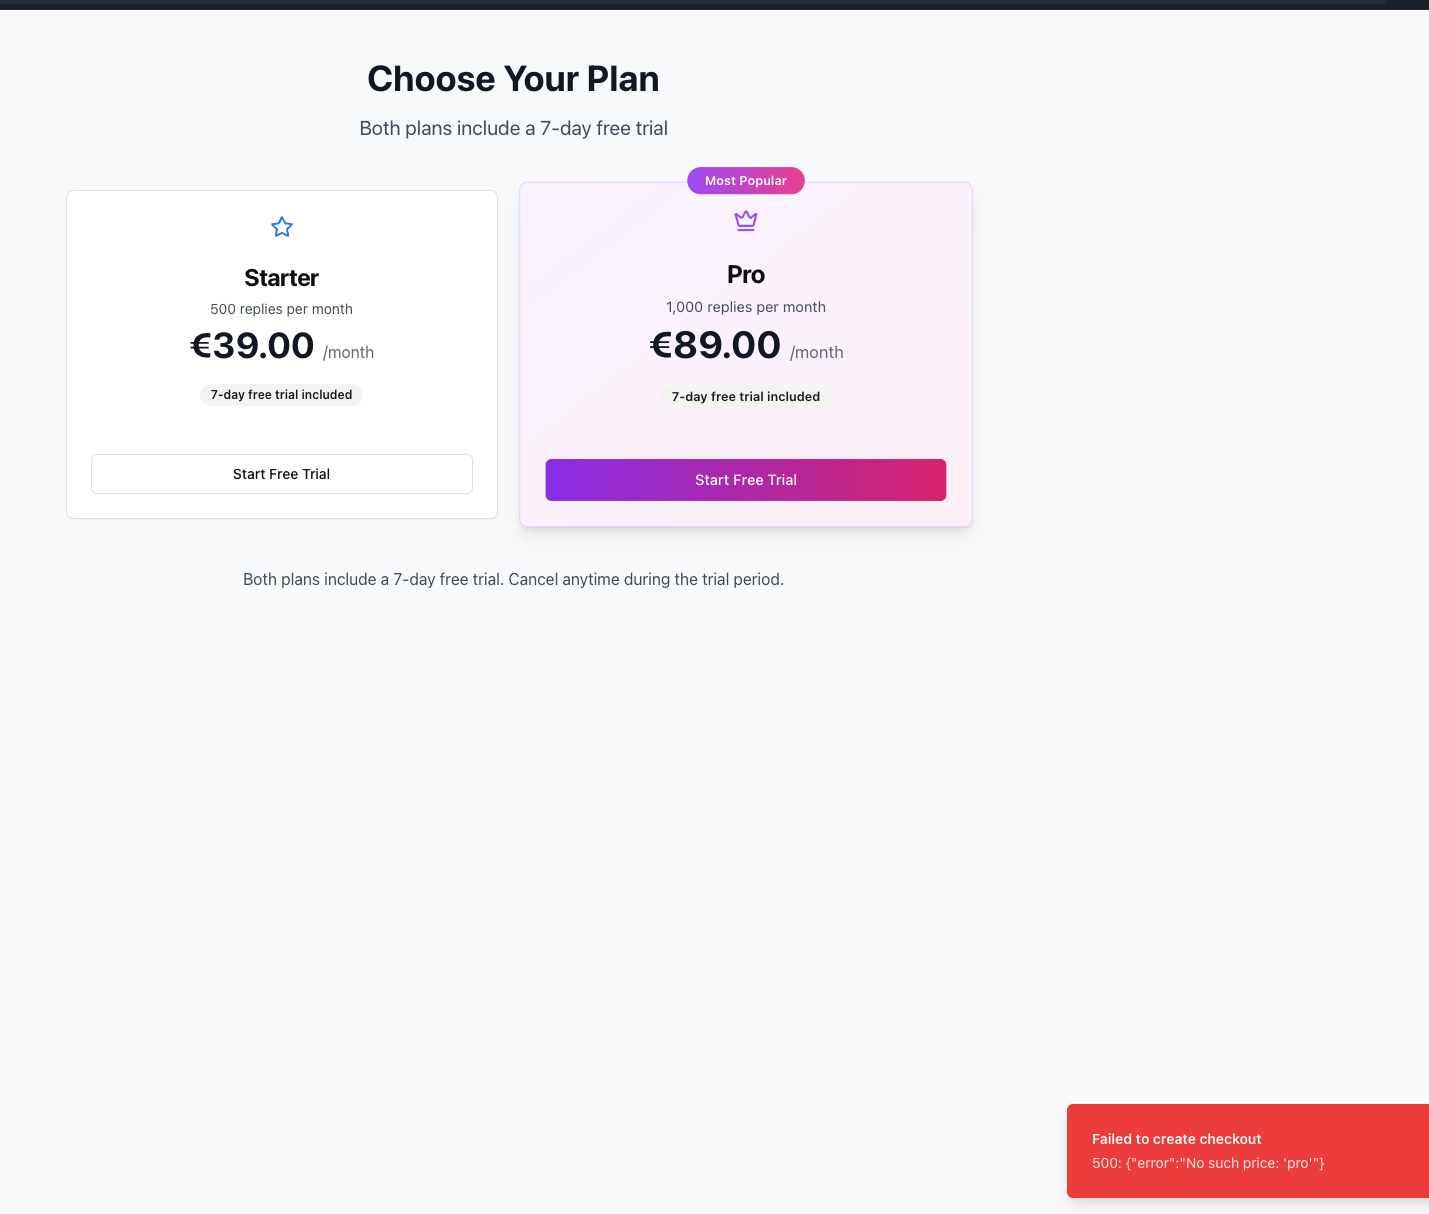 Choose Your Plan
Both plans include a 7-day free trial
Starter
500 replies per month
€39.00 /month
7-day free trial included
Start Free Trial
Most Popular
Pro
1,000 replies per month
€89.00 /month
7-day free trial included
Start Free Trial
Both plans include a 7-day free trial. Cancel anytime during the trial period.
Failed to create checkout
500: {"error":"No such price: 'pro'"}